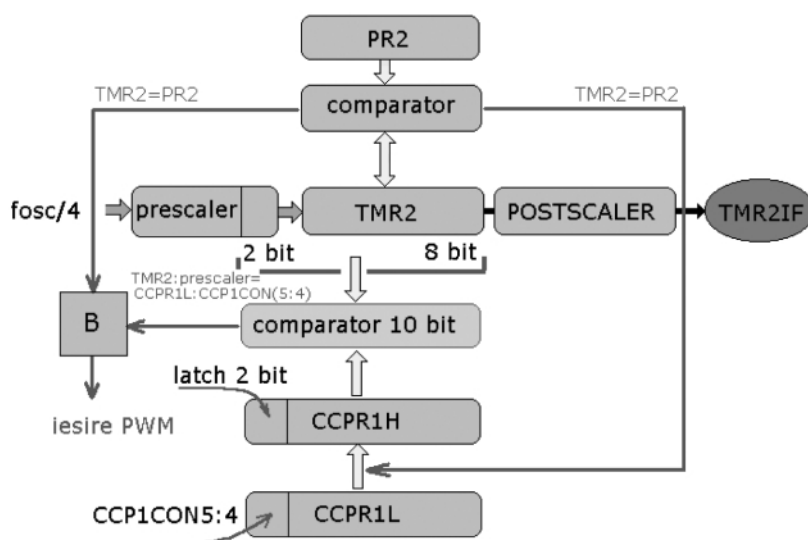 PR2
TMR2=PR2
TMR2=PR2
comparator
fosc/4
prescaler
TMR2
POSTSCALER
TMR2IF
2 bit
8 bit
TMR2:prescaler=
CCPR1L:CCP1CON(5:4)
B
comparator 10 bit
latch 2 bit
iesire PWM
CCPR1H
CCP1CON5:4
CCPR1L